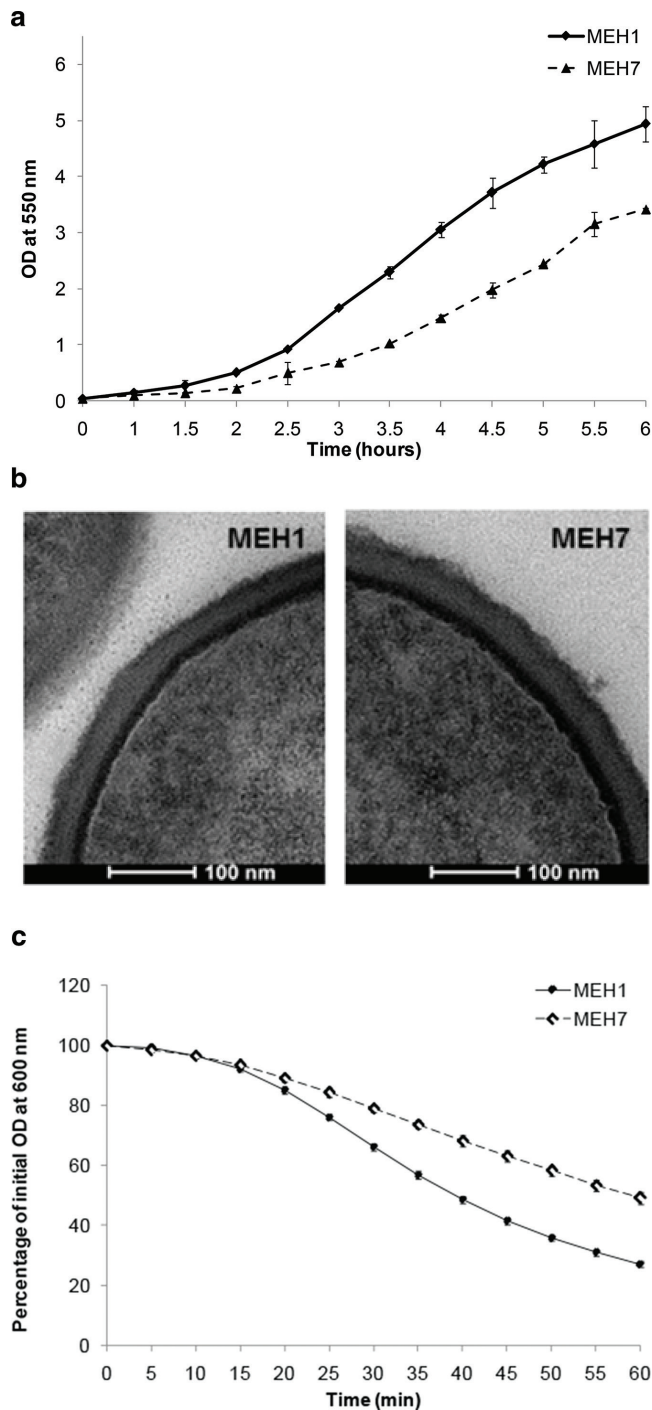 a
MEH1
MEH7
OD at 550 nm
6
5
4
3
2
1
0
0 1 1.5 2 2.5 3 3.5 4 4.5 5 5.5 6
Time (hours)
b
MEH1
MEH7
100 nm
100 nm
c
MEH1
MEH7
Percentage of initial OD at 600 nm
120
100
80
60
40
20
0
0 5 10 15 20 25 30 35 40 45 50 55 60
Time (min)